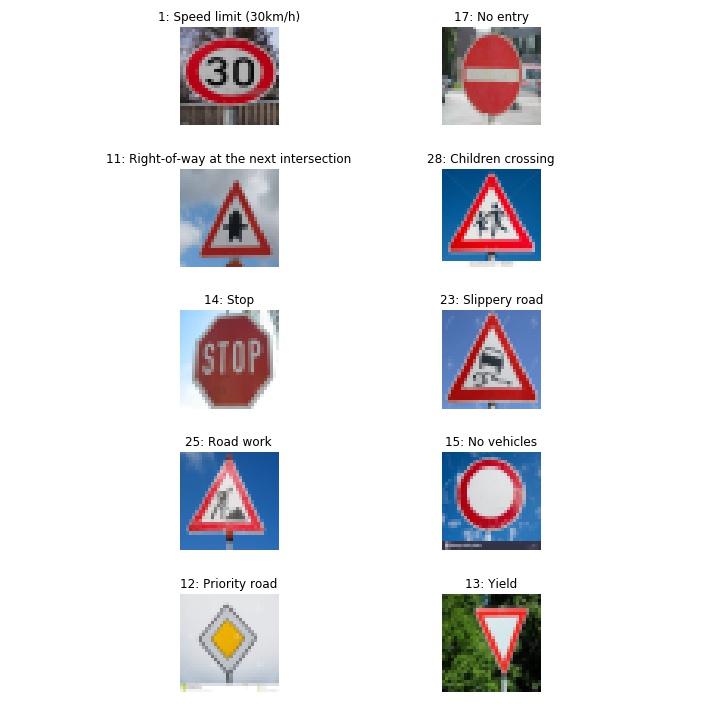 1: Speed limit (30km/h)
17: No entry
30
11: Right-of-way at the next intersection
28: Children crossing
14: Stop
23: Slippery road
STOP
25: Road work
15: No vehicles
12: Priority road
13: Yield